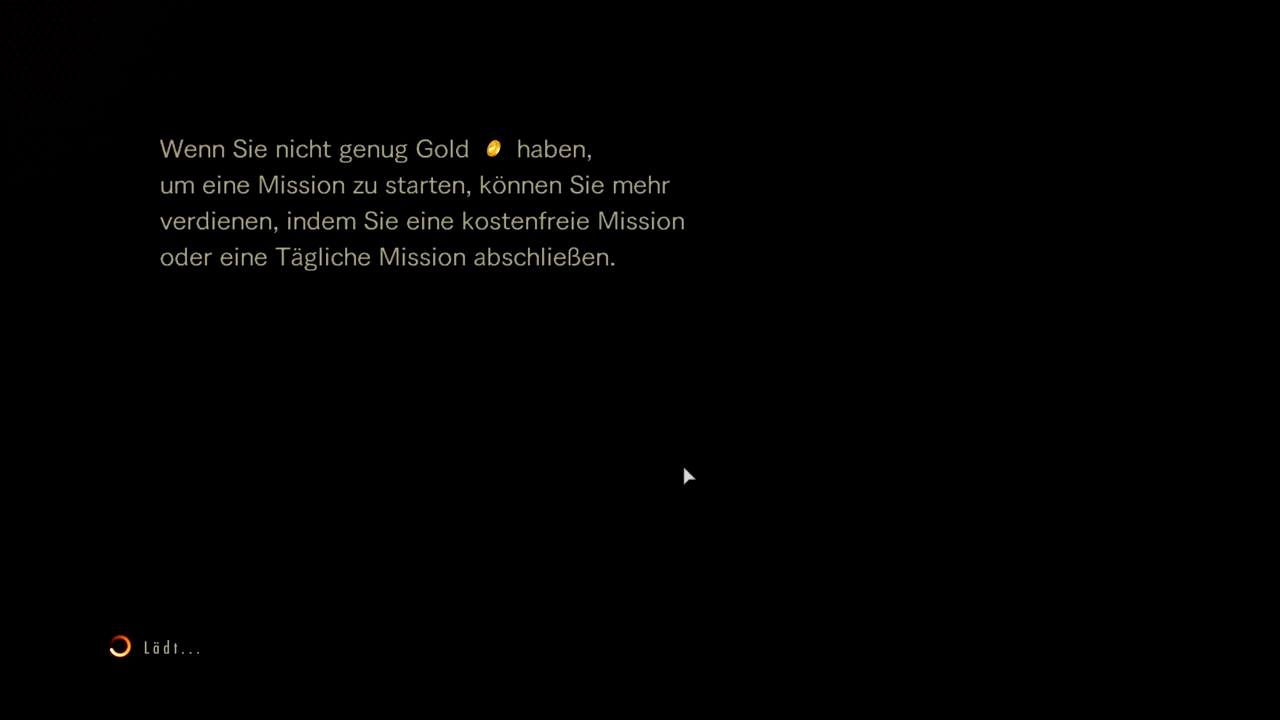 Wenn Sie nicht genug Gold haben,
um eine Mission zu starten, können Sie mehr
verdienen, indem Sie eine kostenfreie Mission
oder eine Tägliche Mission abschließen.
Lädt...